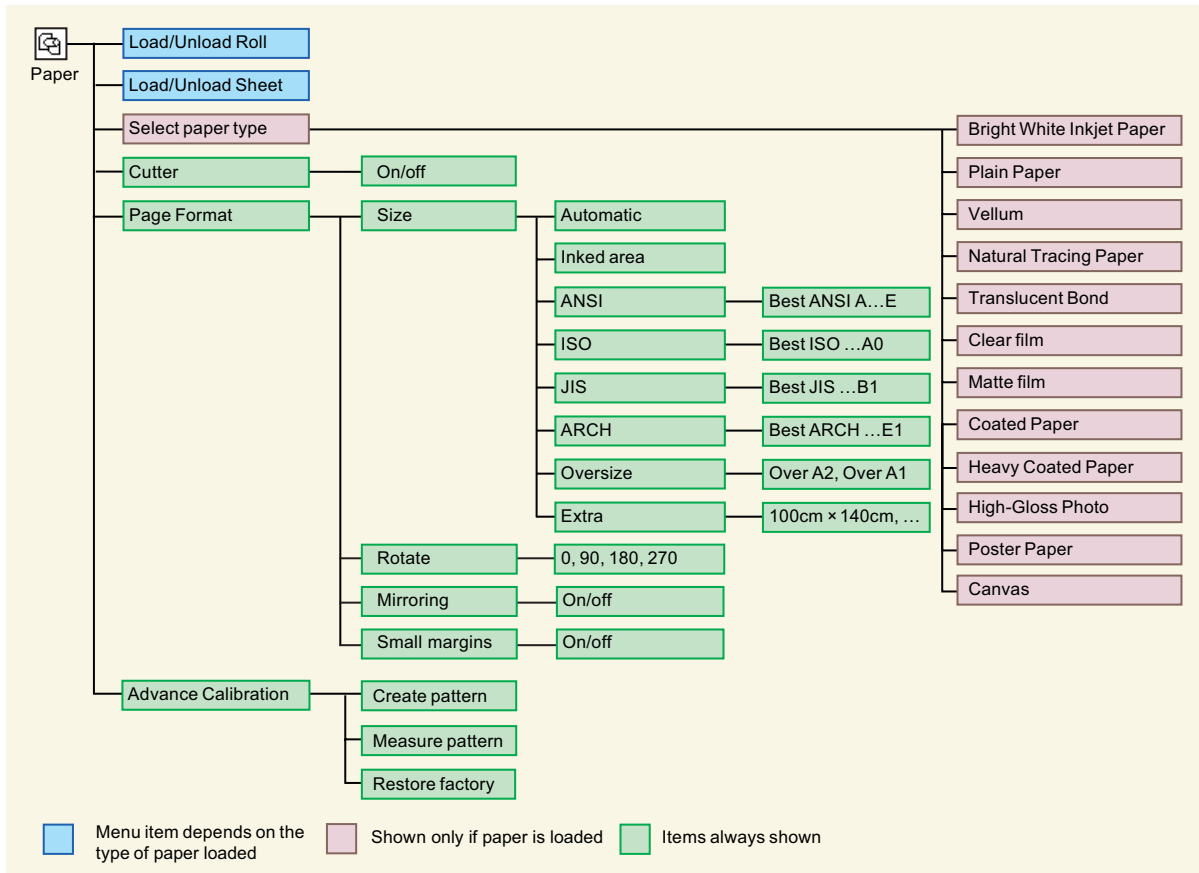 Paper
Load/Unload Roll
Load/Unload Sheet
Select paper type
Bright White Inkjet Paper
Cutter
On/off
Plain Paper
Page Format
Size
Automatic
Vellum
Inked area
Natural Tracing Paper
ANSI
Best ANSI A…E
Translucent Bond
ISO
Best ISO …A0
Clear film
JIS
Best JIS …B1
Matte film
ARCH
Best ARCH …E1
Coated Paper
Oversize
Over A2, Over A1
Heavy Coated Paper
Extra
100cm × 140cm, …
High-Gloss Photo
Rotate
0, 90, 180, 270
Poster Paper
Mirroring
On/off
Canvas
Small margins
On/off
Advance Calibration
Create pattern
Measure pattern
Restore factory
Menu item depends on the
type of paper loaded
Shown only if paper is loaded
Items always shown